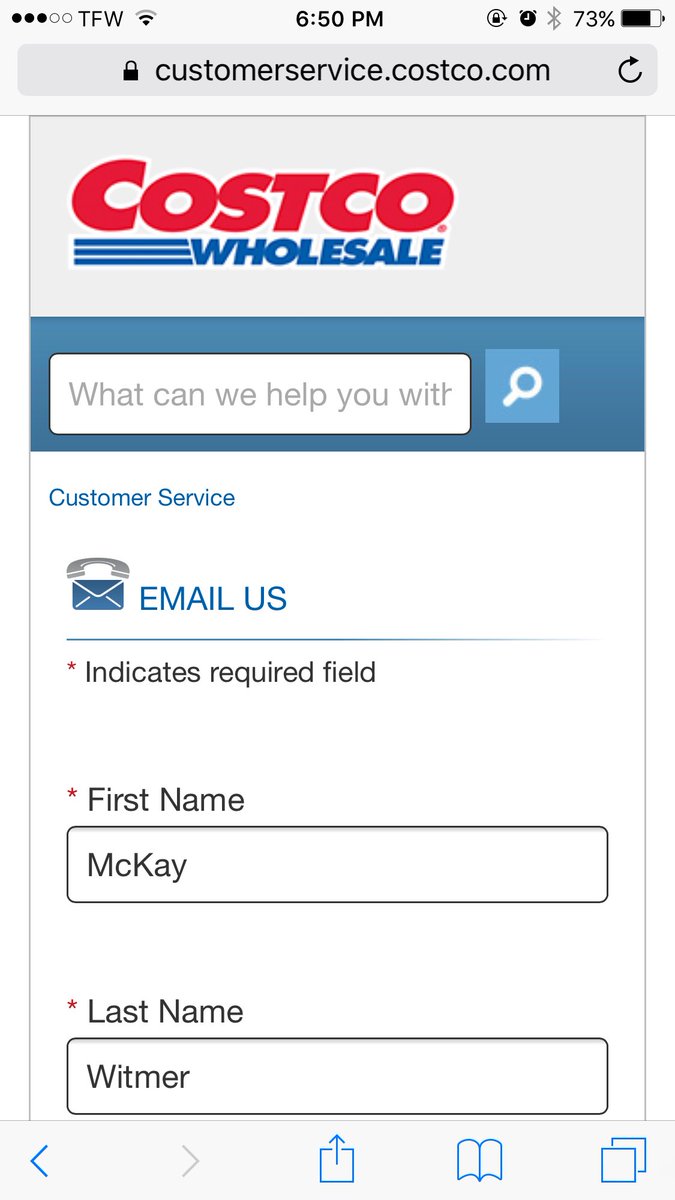 TFW 6:50 PM 73%
customerservice.costco.com
COSTCO
WHOLESALE
What can we help you with
Customer Service
EMAIL US
* Indicates required field
* First Name
McKay
* Last Name
Witmer